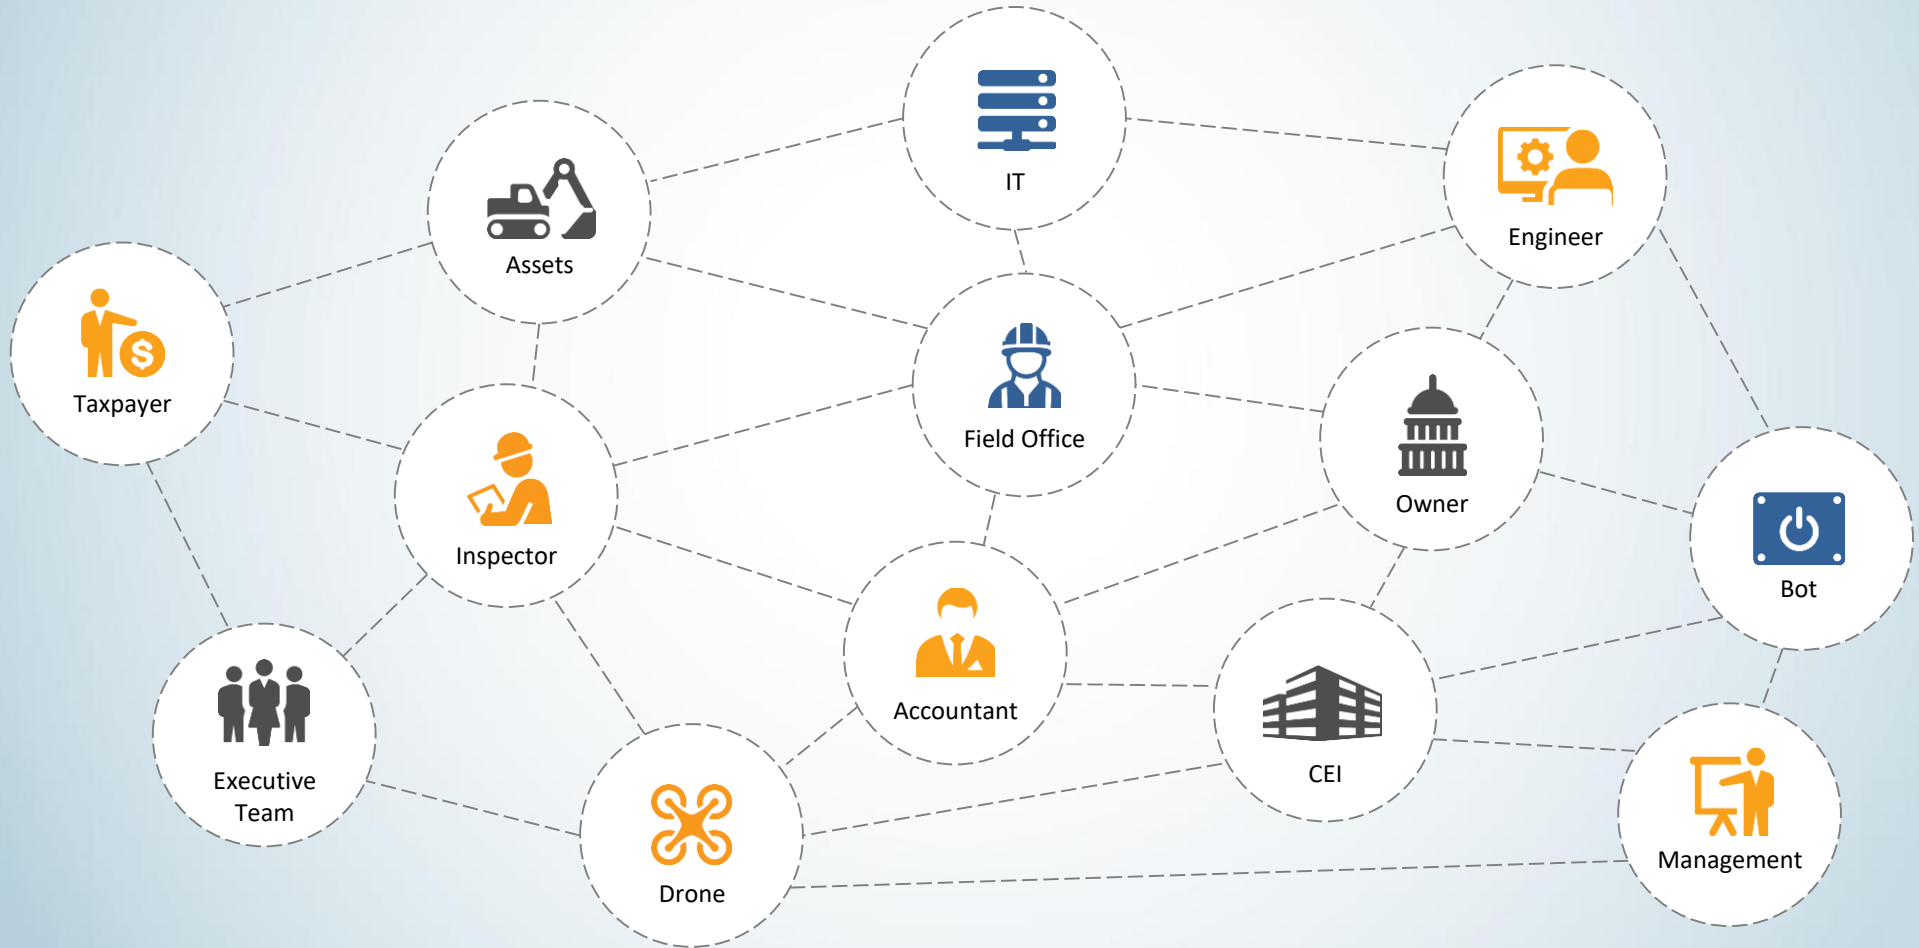 IT
Engineer
Assets
Taxpayer
Field Office
Owner
Inspector
Bot
Accountant
CEI
Executive
Team
Management
Drone
$